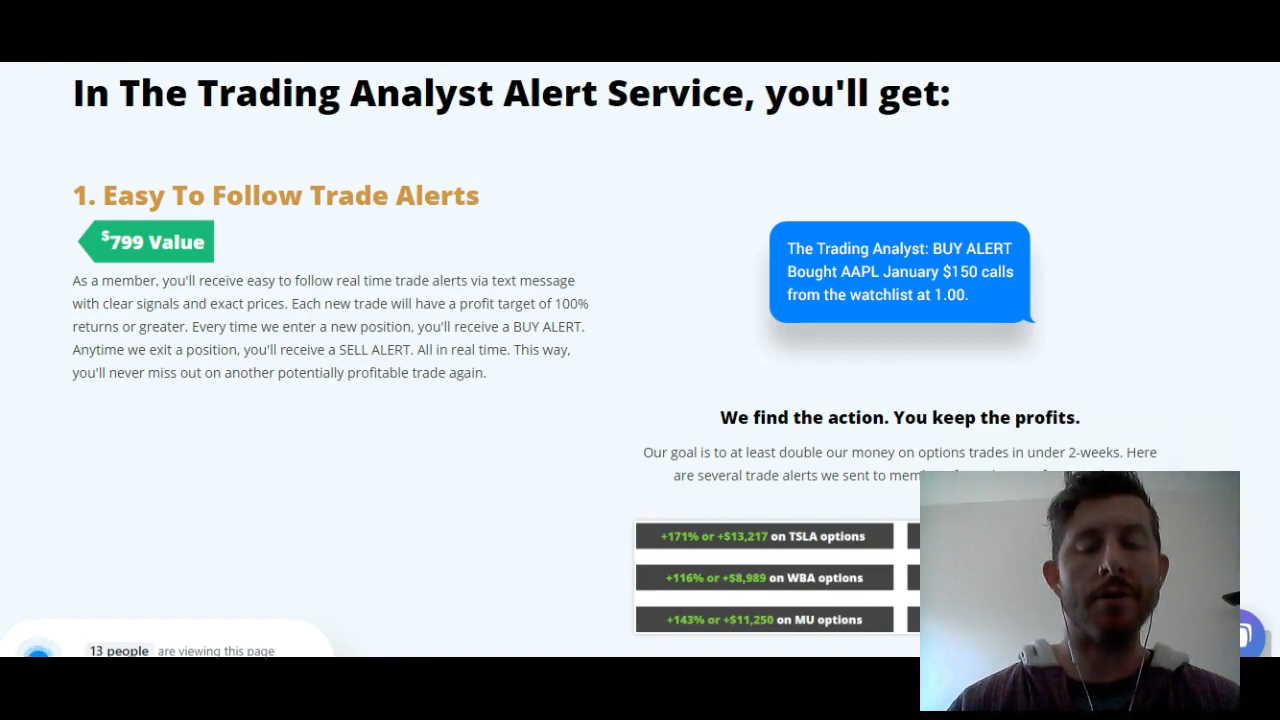 In The Trading Analyst Alert Service, you'll get:
1. Easy To Follow Trade Alerts
$799 Value
As a member, you'll receive easy to follow real time trade alerts via text message
with clear signals and exact prices. Each new trade will have a profit target of 100%
returns or greater. Every time we enter a new position, you'll receive a BUY ALERT.
Anytime we exit a position, you'll receive a SELL ALERT. All in real time. This way,
you'll never miss out on another potentially profitable trade again.
The Trading Analyst: BUY ALERT
Bought AAPL January $150 calls
from the watchlist at 1.00.
We find the action. You keep the profits.
Our goal is to at least double our money on options trades in under 2-weeks. Here
are several trade alerts we sent to
+171% or +$13,217 on TSLA options
+116% or +$8,989 on WBA options
+143% or +$11,250 on MU options
13 people are viewing this page